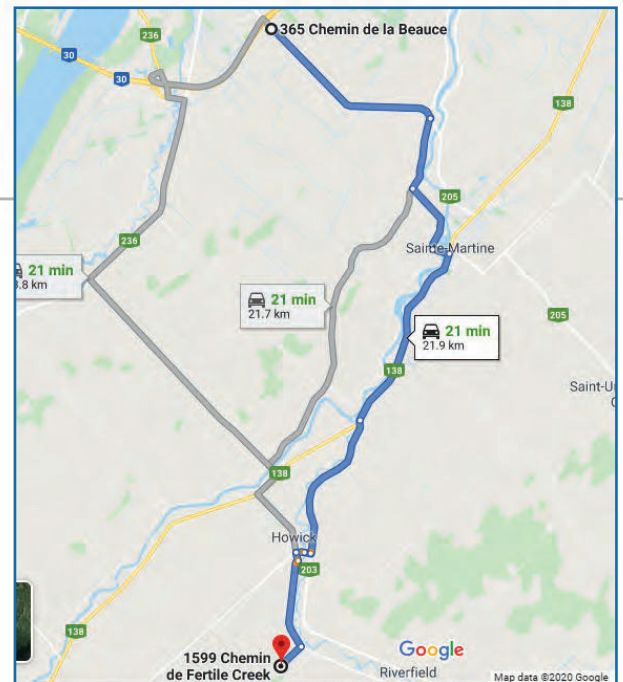 365 Chemin de la Beauce
236
30
30
138
205
236
Sainte-Martine
21 min
.8 km
21 min
21.7 km
21 min
21.9 km
205
138
Saint-U
138
Howick
203
138
1599 Chemin
de Fertile Creek
Google
Riverfield
Map data ©2020 Google